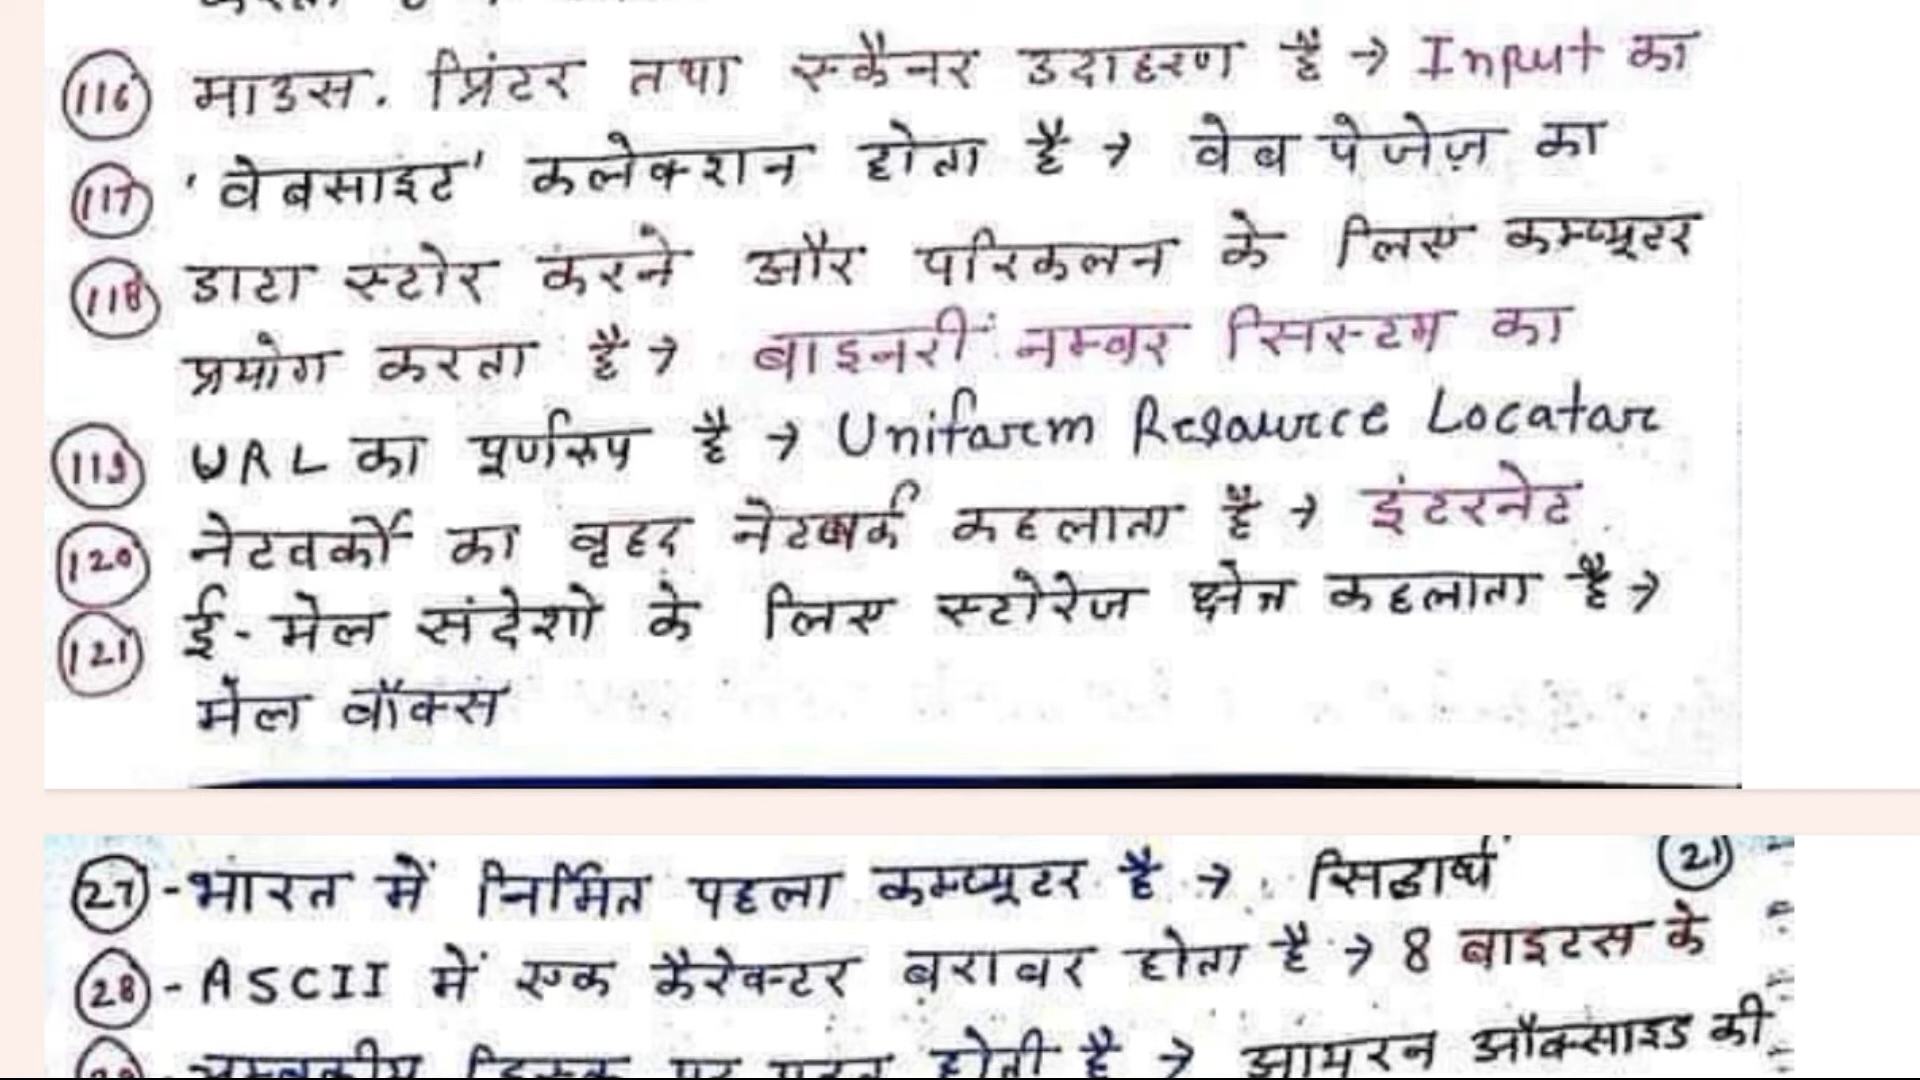 (116) माउस. प्रिंटर तथा स्कैनर उदाहरण है → Input का
(117) 'वेबसाइट' कलेक्शन होता है → वेब पेजेज़ का
(118) डाटा स्टोर करने और परिकलन के लिए कम्प्यूटर
प्रयोग करता है → बाइनरी नम्बर सिस्टम का
(119) URL का पूर्णरूप है → Uniform Resource Locator
(120) नेटवर्कों का वृहद नेटवर्क कहलाता है → इंटरनेट
(121) ई-मेल संदेशो के लिए स्टोरेज क्षेत्र कहलाता है →
मेल बॉक्स
(21)
(27)-भारत में निर्मित पहला कम्प्यूटर है → सिद्धार्थ
(28)-ASCII में एक कैरेक्टर बराबर होता है → 8 बाइटस के
होती है → आयरन ऑक्साइड की